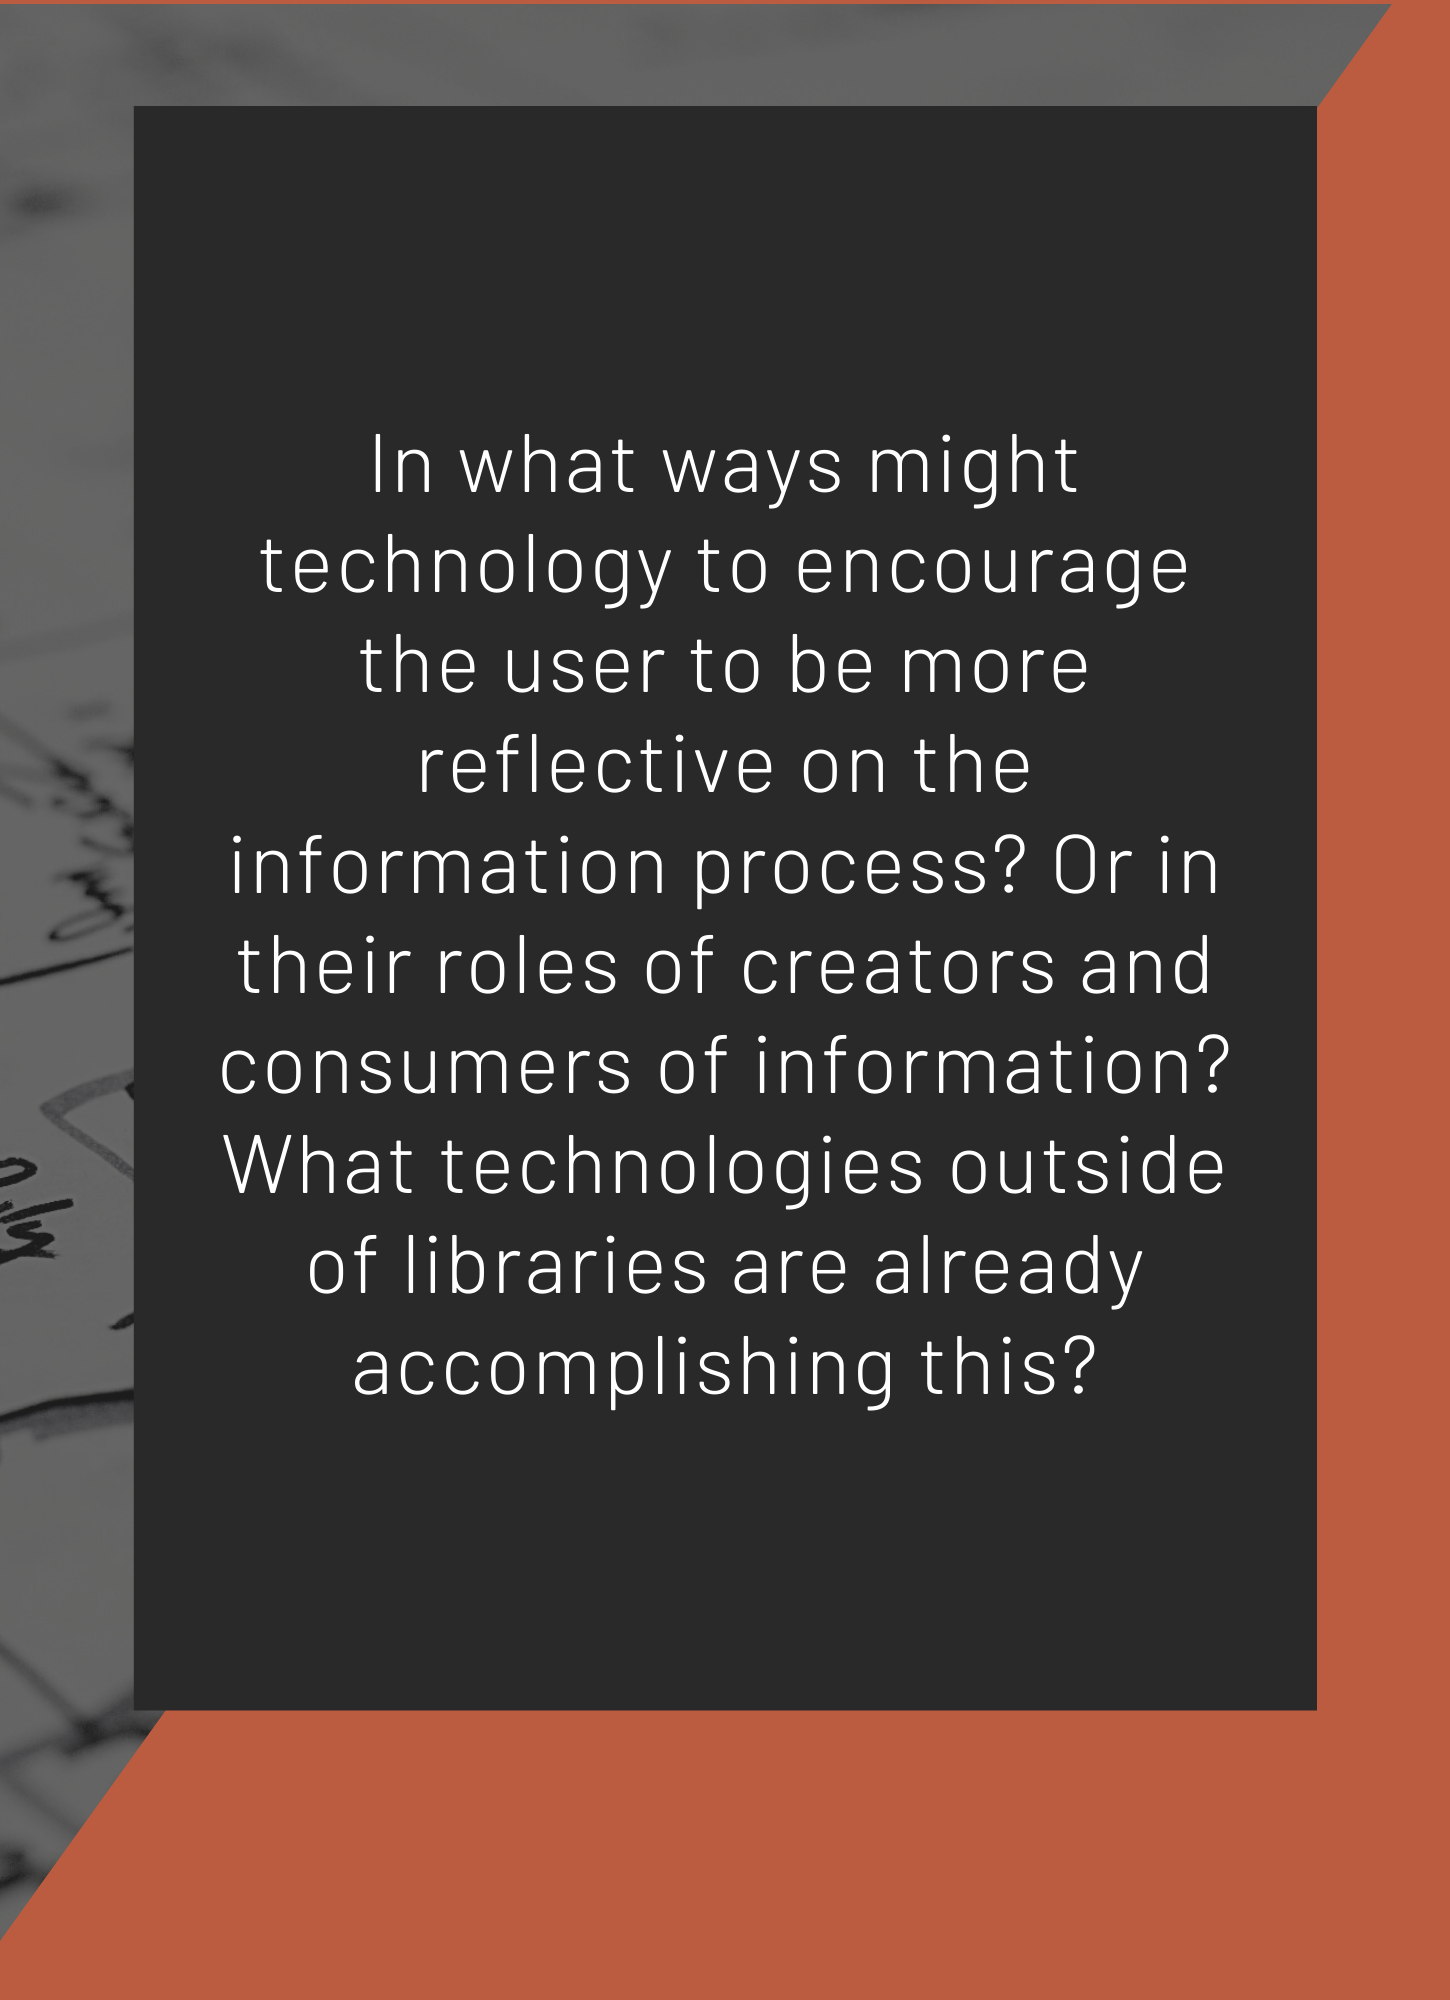 In what ways might
technology to encourage
the user to be more
reflective on the
information process? Or in
their roles of creators and
consumers of information?
What technologies outside
of libraries are already
accomplishing this?